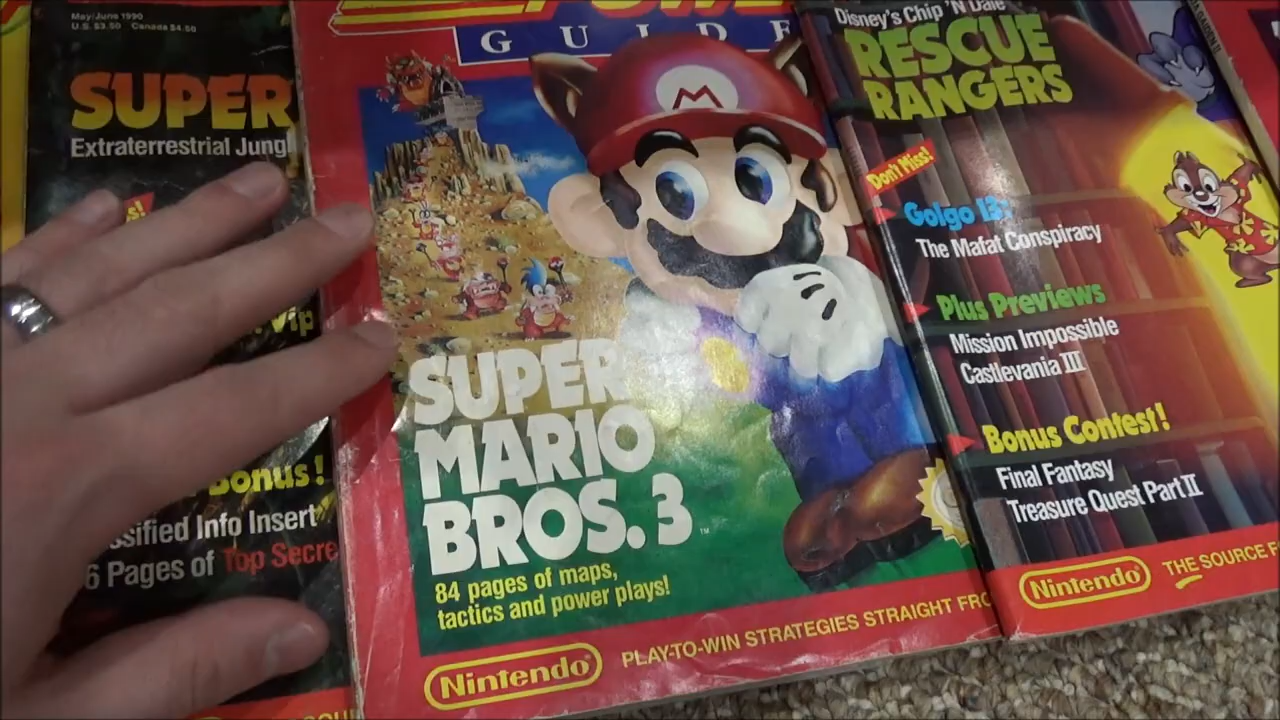 May/June 1990
U.S. $3.50 Canada $4.50
SUPER
Extraterrestrial Jungl
s!
Vip
Bonus!
ssified Info Insert
6 Pages of Top Secre
POWER
GUIDE
M
SUPER
MARIO
BROS. 3
TM
84 pages of maps,
tactics and power plays!
Nintendo
PLAY-TO-WIN STRATEGIES STRAIGHT FRO
Disney's Chip 'N Dale
RESCUE
RANGERS
Don't Miss!
Golgo 13:
The Mafat Conspiracy
Plus Previews
Mission Impossible
Castlevania III
Bonus Contest!
Final Fantasy
Treasure Quest Part II
Nintendo
THE SOURCE F